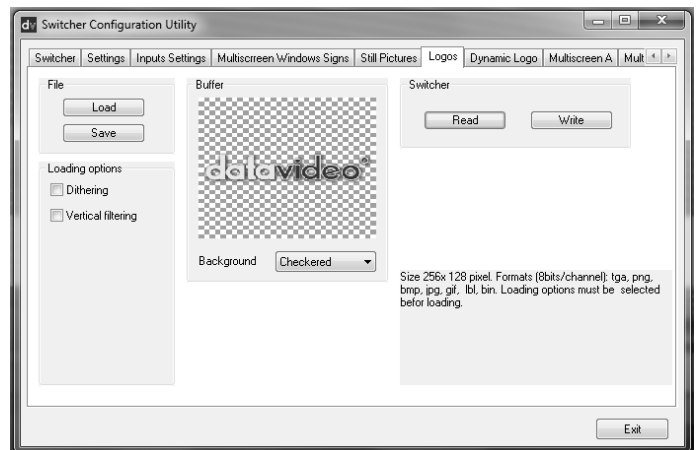 dv Switcher Configuration Utility
Switcher Settings Inputs Settings Multiscrreen Windows Signs Still Pictures Logos Dynamic Logo Multiscreen A Mult
File
Load
Save
Loading options
Dithering
Vertical filtering
Buffer
datavideo®
Background Checkered
Switcher
Read Write
Size 256x 128 pixel. Formats (8bits/channel): tga, png,
bmp, jpg, gif, lbl, bin. Loading options must be selected
befor loading.
Exit